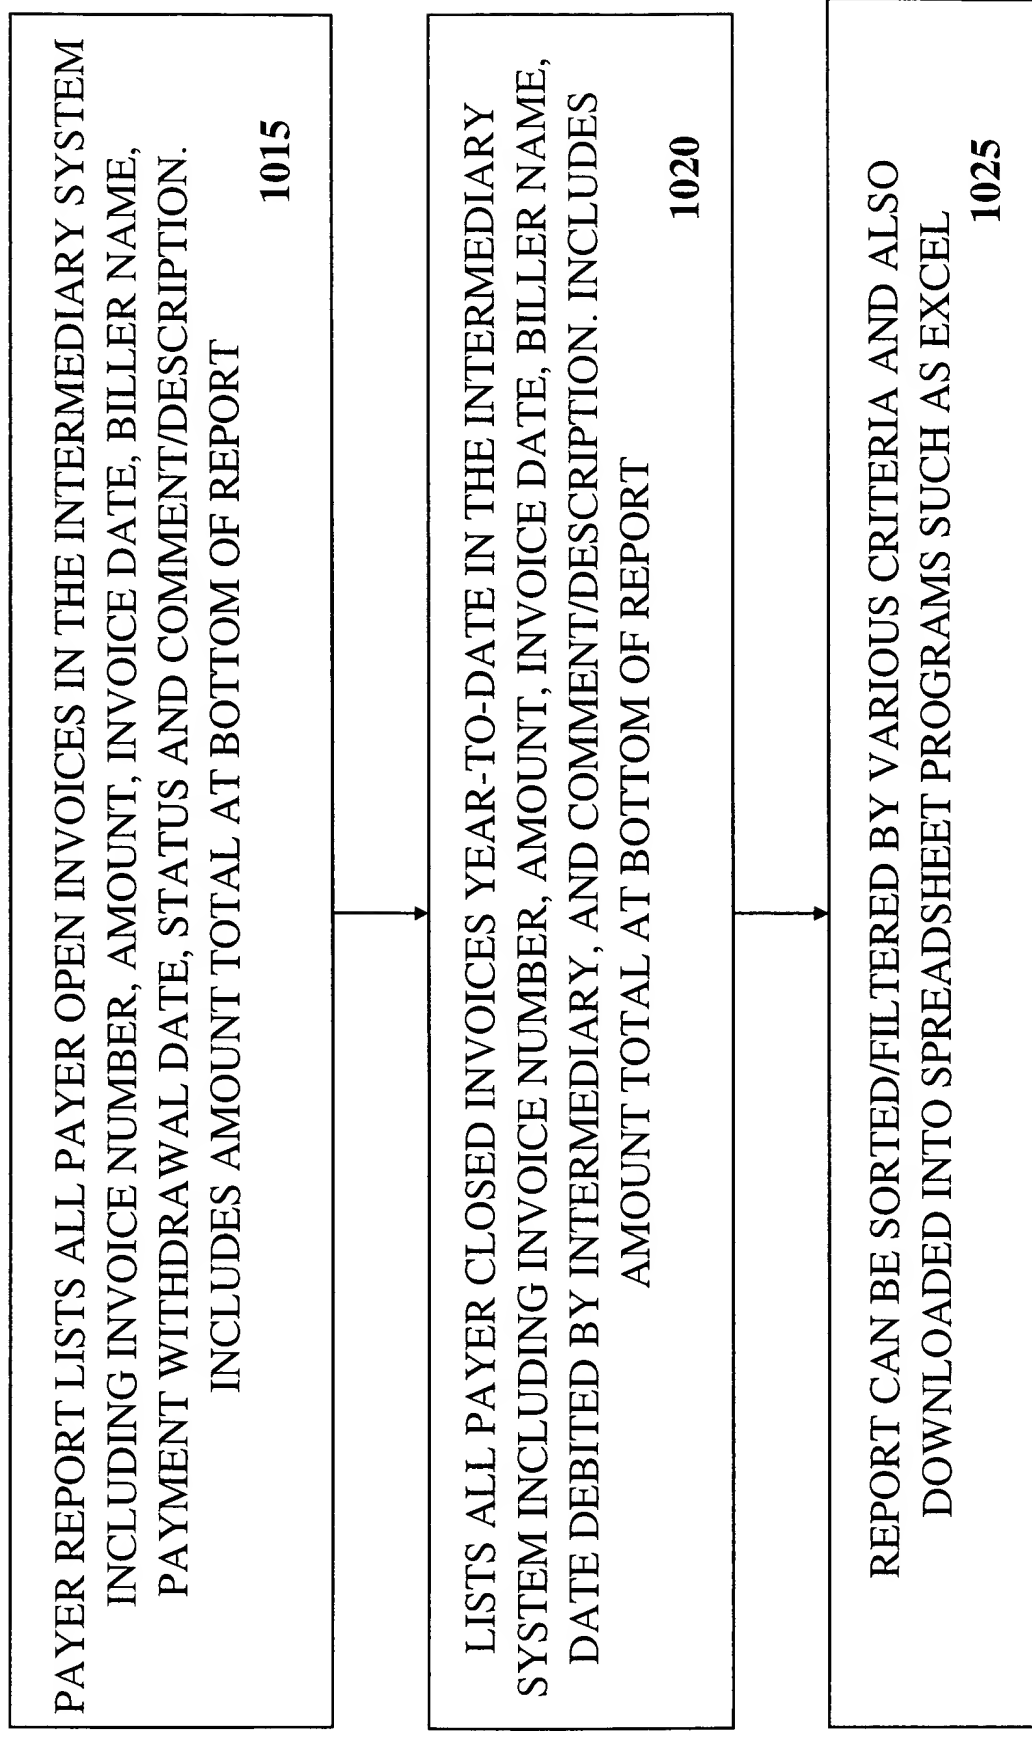 PAYER REPORT LISTS ALL PAYER OPEN INVOICES IN THE INTERMEDIARY SYSTEM
INCLUDING INVOICE NUMBER, AMOUNT, INVOICE DATE, BILLER NAME,
PAYMENT WITHDRAWAL DATE, STATUS AND COMMENT/DESCRIPTION.
INCLUDES AMOUNT TOTAL AT BOTTOM OF REPORT
1015
LISTS ALL PAYER CLOSED INVOICES YEAR-TO-DATE IN THE INTERMEDIARY
SYSTEM INCLUDING INVOICE NUMBER, AMOUNT, INVOICE DATE, BILLER NAME,
DATE DEBITED BY INTERMEDIARY, AND COMMENT/DESCRIPTION. INCLUDES
AMOUNT TOTAL AT BOTTOM OF REPORT
1020
REPORT CAN BE SORTED/FILTERED BY VARIOUS CRITERIA AND ALSO
DOWNLOADED INTO SPREADSHEET PROGRAMS SUCH AS EXCEL
1025